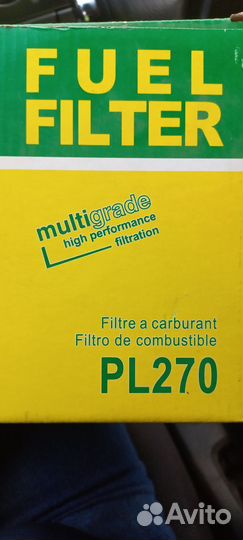 FUEL
FILTER
multigrade
high performance
filtration
Filtre a carburant
Filtro de combustible
PL270
Avito